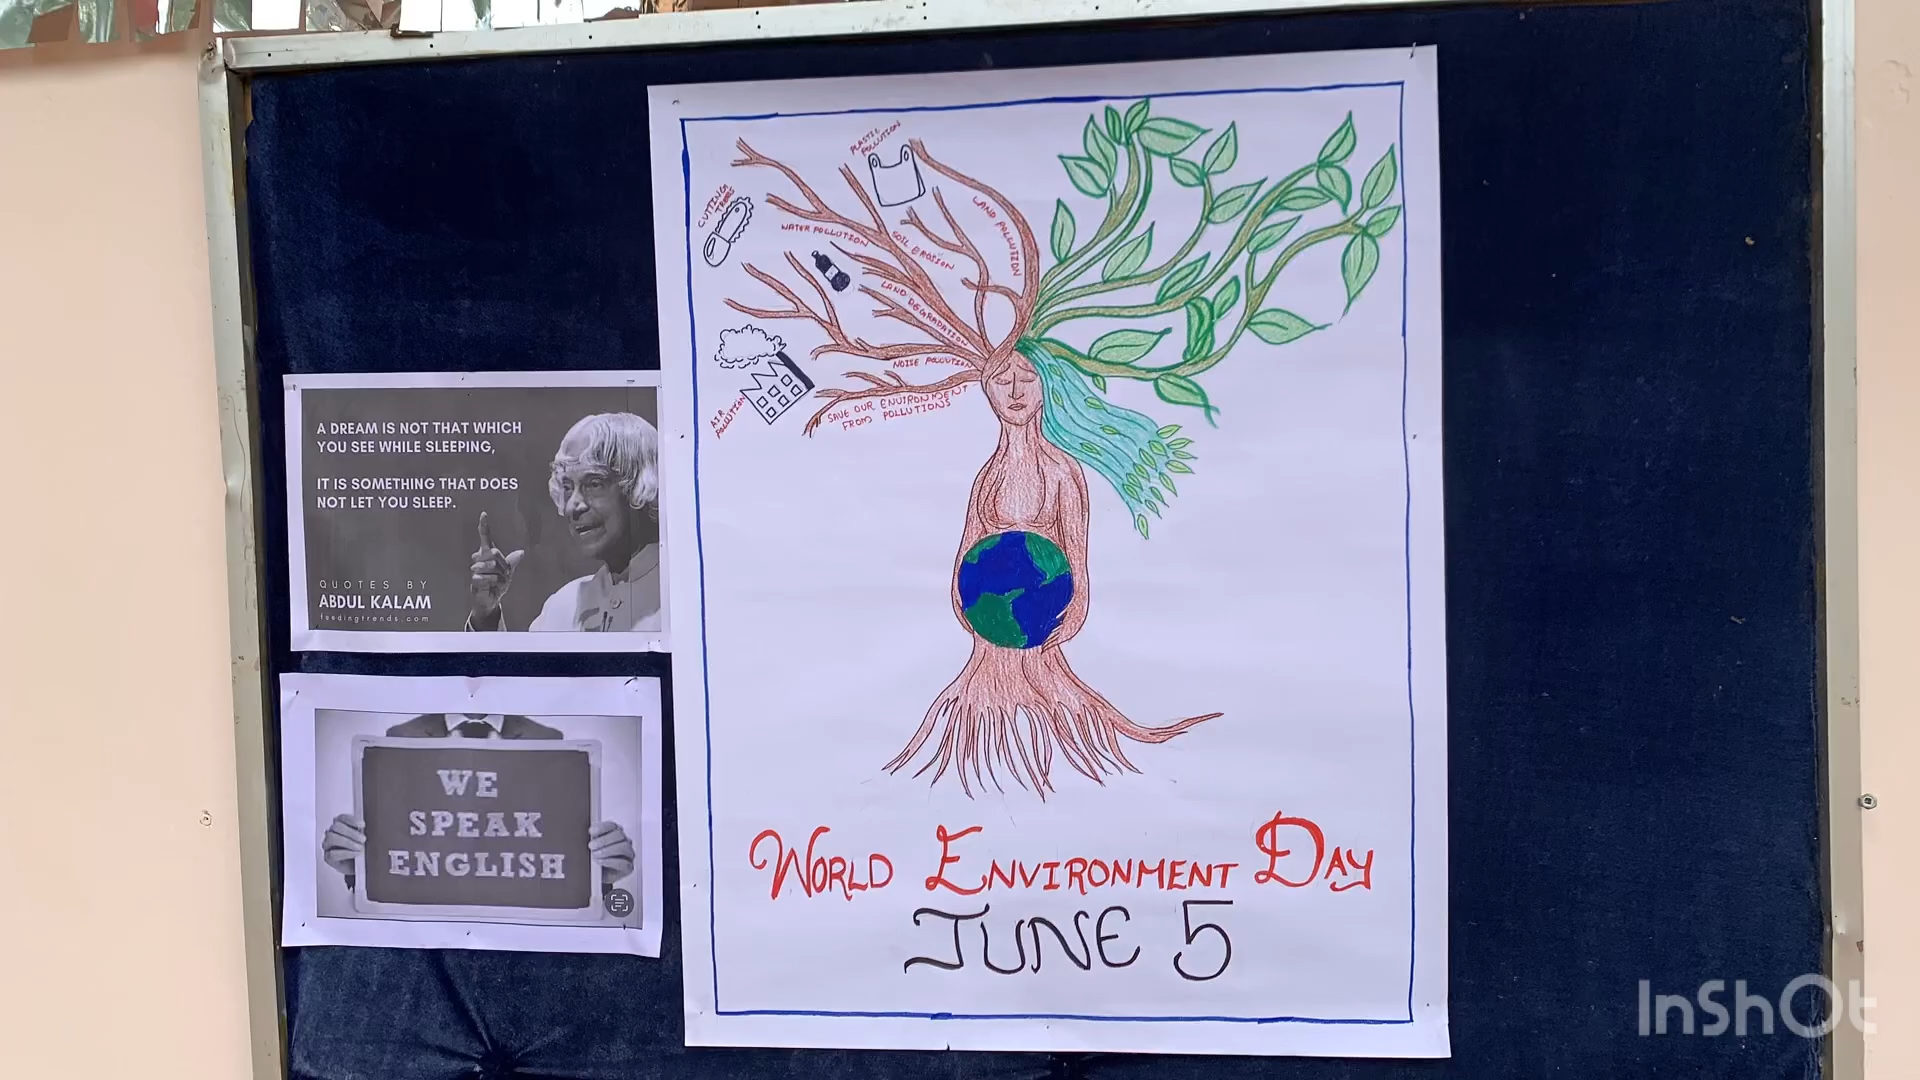 A DREAM IS NOT THAT WHICH
YOU SEE WHILE SLEEPING,
IT IS SOMETHING THAT DOES
NOT LET YOU SLEEP.
QUOTES BY
ABDUL KALAM
feedingtrends.com
WE
SPEAK
ENGLISH
PLASTIC
POLLUTION
CUTTING
TREES
WATER POLLUTION
SOIL EROSION
LAND POLLUTION
LAND DEGRADATION
NOISE POLLUTION
AIR
POLLUTION
SAVE OUR ENVIRONMENT
FROM POLLUTIONS
WORLD ENVIRONMENT DAY
JUNE 5
InShOt